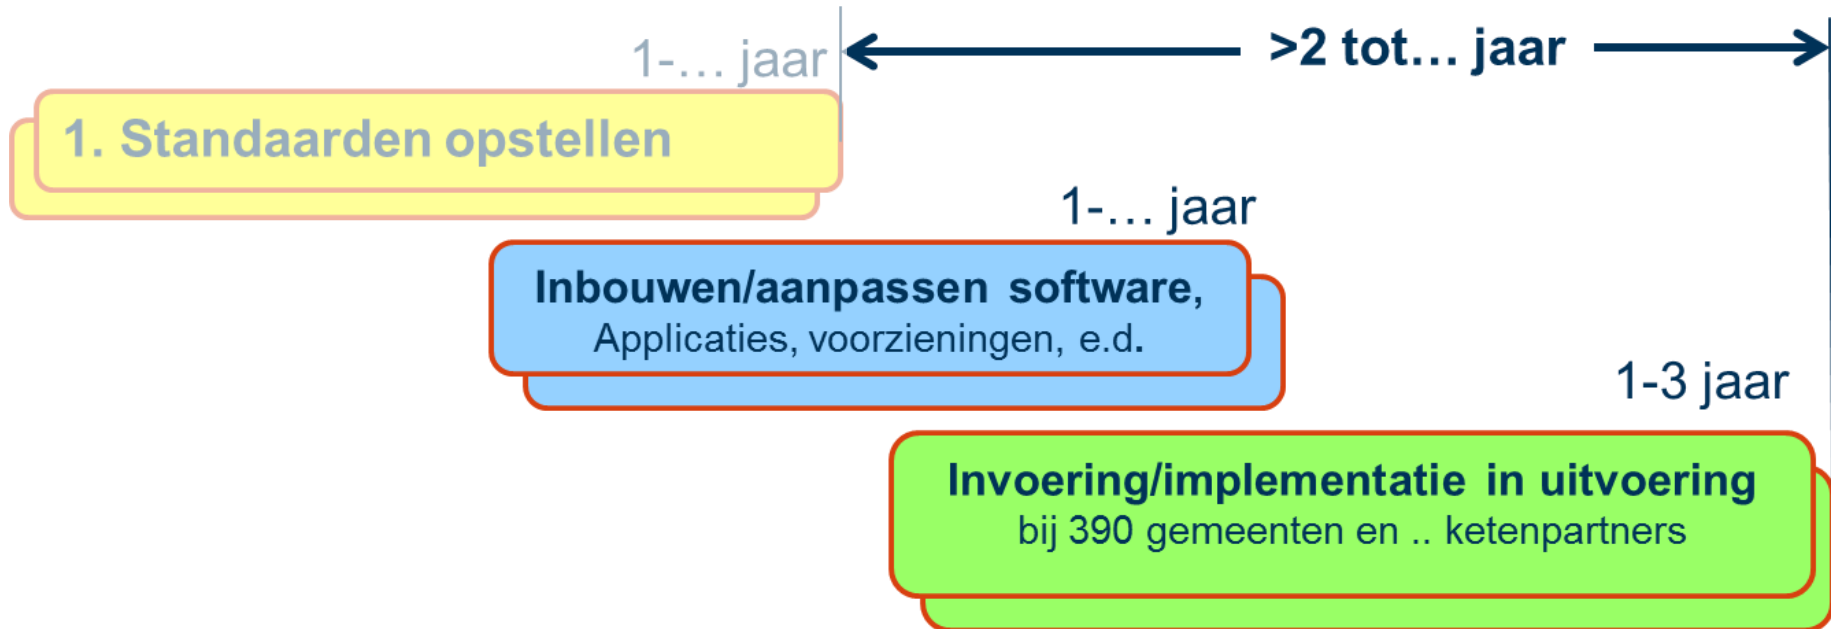 1-... jaar
>2 tot... jaar
1. Standaarden opstellen
1-... jaar
Inbouwen/aanpassen software,
Applicaties, voorzieningen, e.d.
1-3 jaar
Invoering/implementatie in uitvoering
bij 390 gemeenten en .. ketenpartners